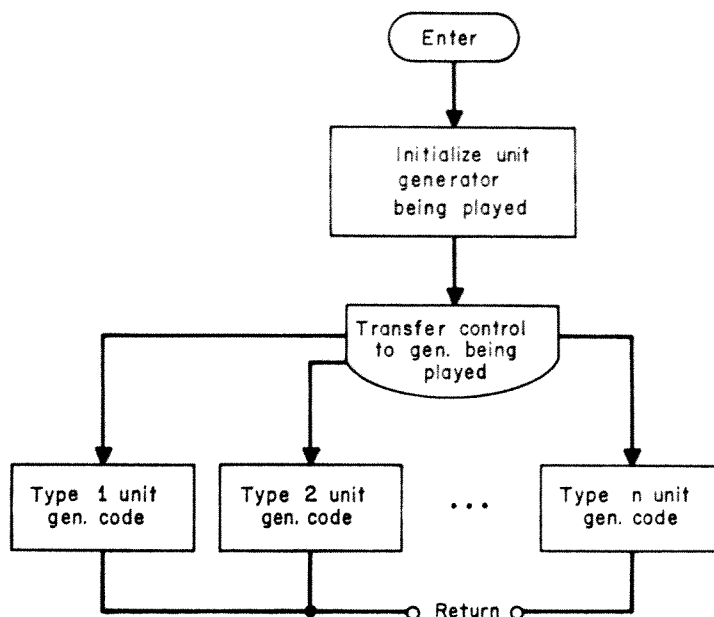 Enter
Initialize unit
generator
being played
Transfer control
to gen. being
played
Type 1 unit
gen. code
Type 2 unit
gen. code
...
Type n unit
gen. code
Return